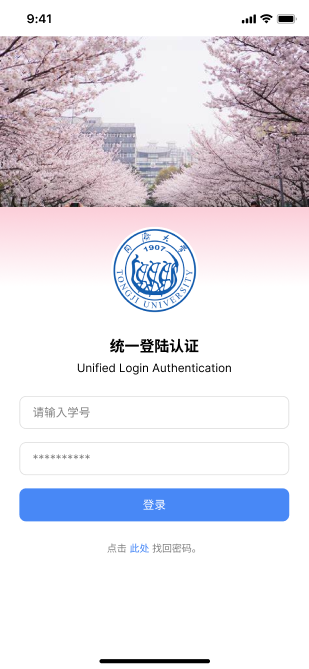 9:41
同济大学
1907
TONGJI UNIVERSITY
统一登陆认证
Unified Login Authentication
请输入学号
**********
登录
点击 此处 找回密码。